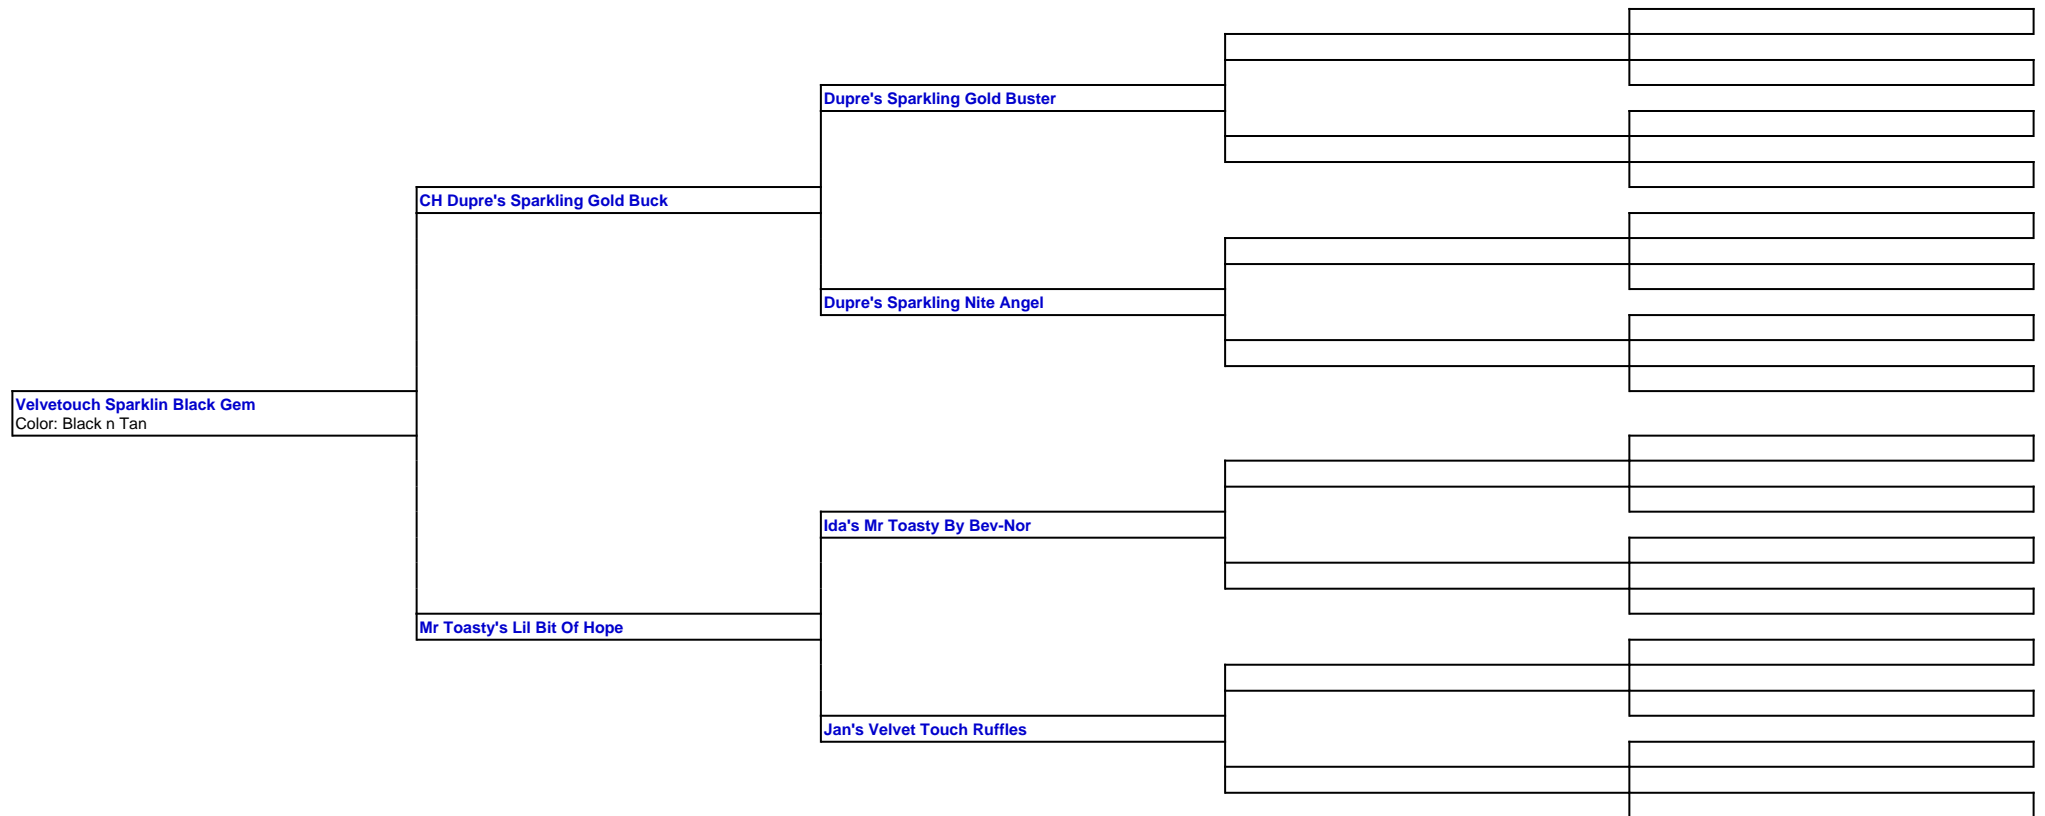 Dupre's Sparkling Gold Buster
CH Dupre's Sparkling Gold Buck
Dupre's Sparkling Nite Angel
Velvetouch Sparklin Black Gem
Color: Black n Tan
Ida's Mr Toasty By Bev-Nor
Mr Toasty's Lil Bit Of Hope
Jan's Velvet Touch Ruffles